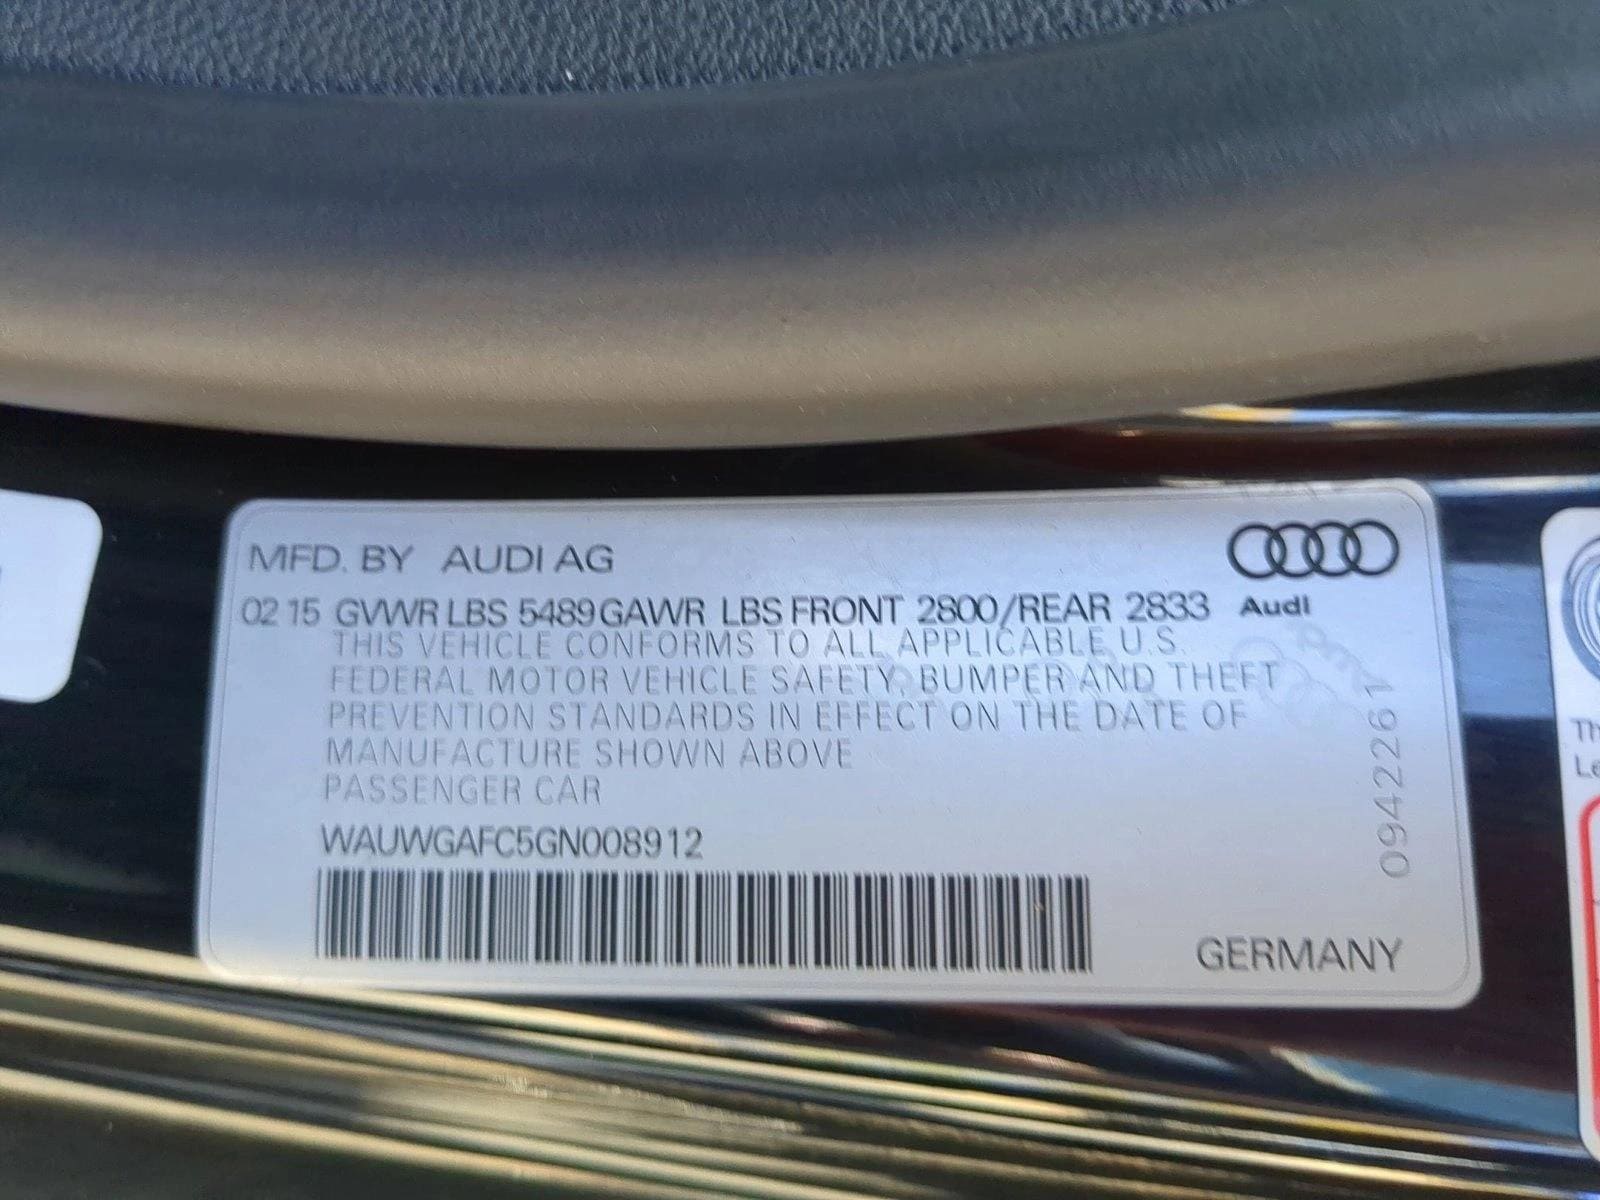 MFD. BY AUDI AG
02 15 GVWR LBS 5489 GAWR LBS FRONT 2800/REAR 2833 Audi
THIS VEHICLE CONFORMS TO ALL APPLICABLE U.S.
FEDERAL MOTOR VEHICLE SAFETY, BUMPER AND THEFT
PREVENTION STANDARDS IN EFFECT ON THE DATE OF
MANUFACTURE SHOWN ABOVE
PASSENGER CAR
WAUWGAFC5GN008912
0942261
GERMANY